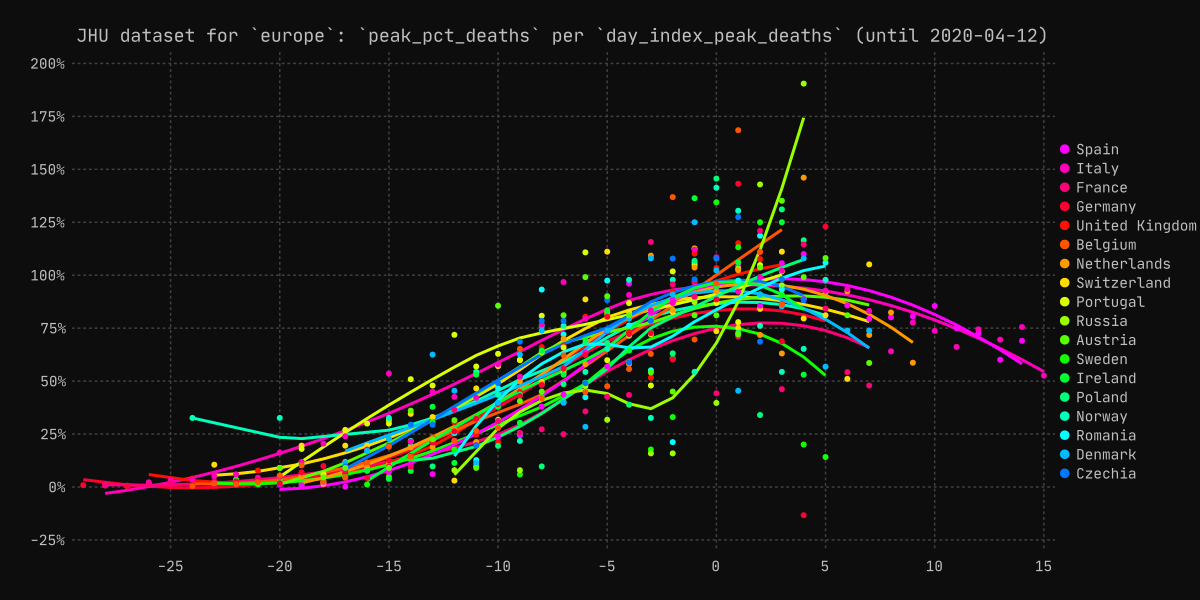 JHU dataset for `europe`: `peak_pct_deaths` per `day_index_peak_deaths` (until 2020-04-12)
200%
175%
150%
125%
100%
75%
50%
25%
0%
-25%
-25
-20
-15
-10
-5
0
5
10
15
Spain
Italy
France
Germany
United Kingdom
Belgium
Netherlands
Switzerland
Portugal
Russia
Austria
Sweden
Ireland
Poland
Norway
Romania
Denmark
Czechia